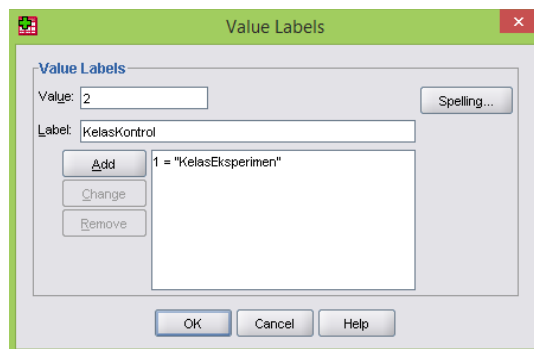 Value Labels
Value Labels
Value: 2
Spelling...
Label: KelasKontrol
Add
1 = "KelasEksperimen"
Change
Remove
OK Cancel Help